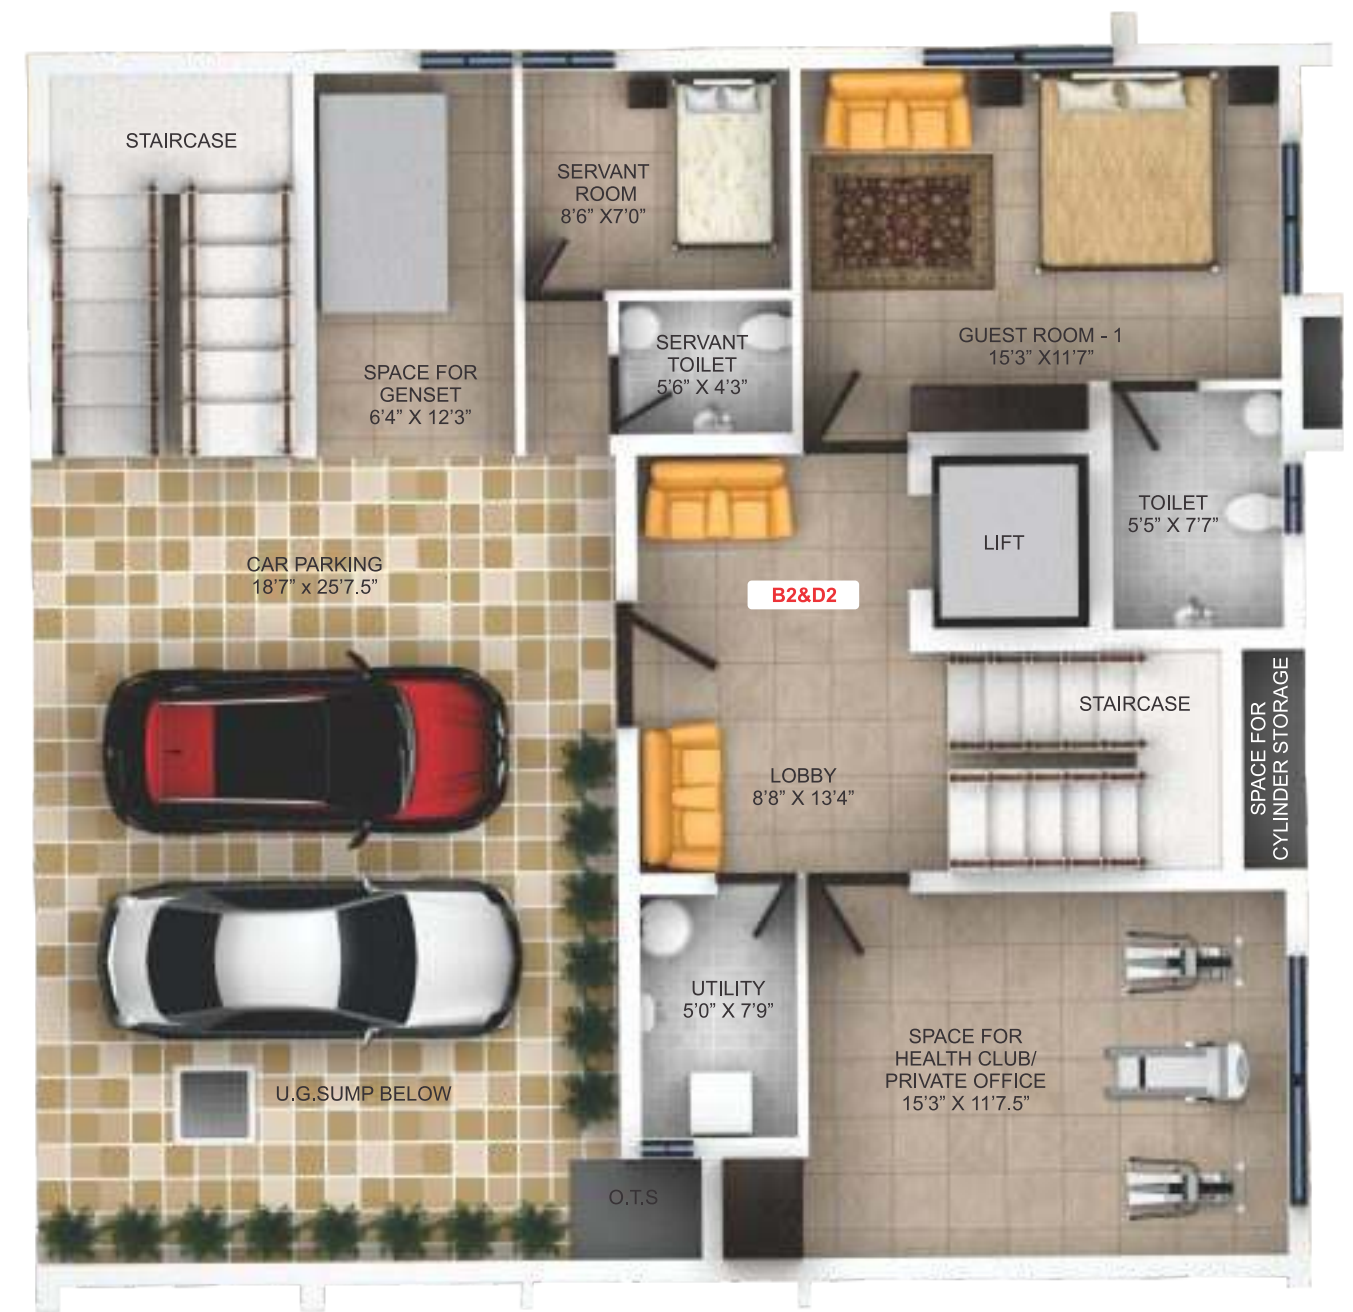 STAIRCASE
SERVANT
ROOM
8'6” X7'0”
SPACE FOR
GENSET
6'4” X 12'3”
SERVANT
TOILET
5'6” X 4'3”
GUEST ROOM - 1
15'3” X11'7”
CAR PARKING
18'7” x 25'7.5”
LIFT
TOILET
5'5” X 7'7”
B2&D2
STAIRCASE
SPACE FOR
CYLINDER STORAGE
LOBBY
8'8” X 13'4”
UTILITY
5'0” X 7'9”
SPACE FOR
HEALTH CLUB/
PRIVATE OFFICE
15'3” X 11'7.5”
U.G.SUMP BELOW
O.T.S